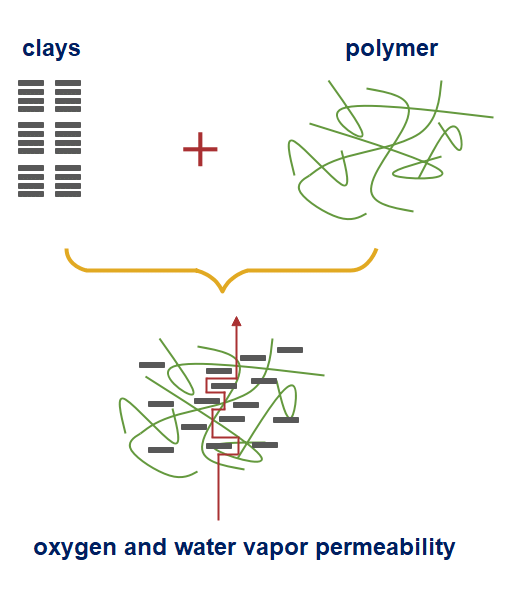 clays
polymer
oxygen and water vapor permeability